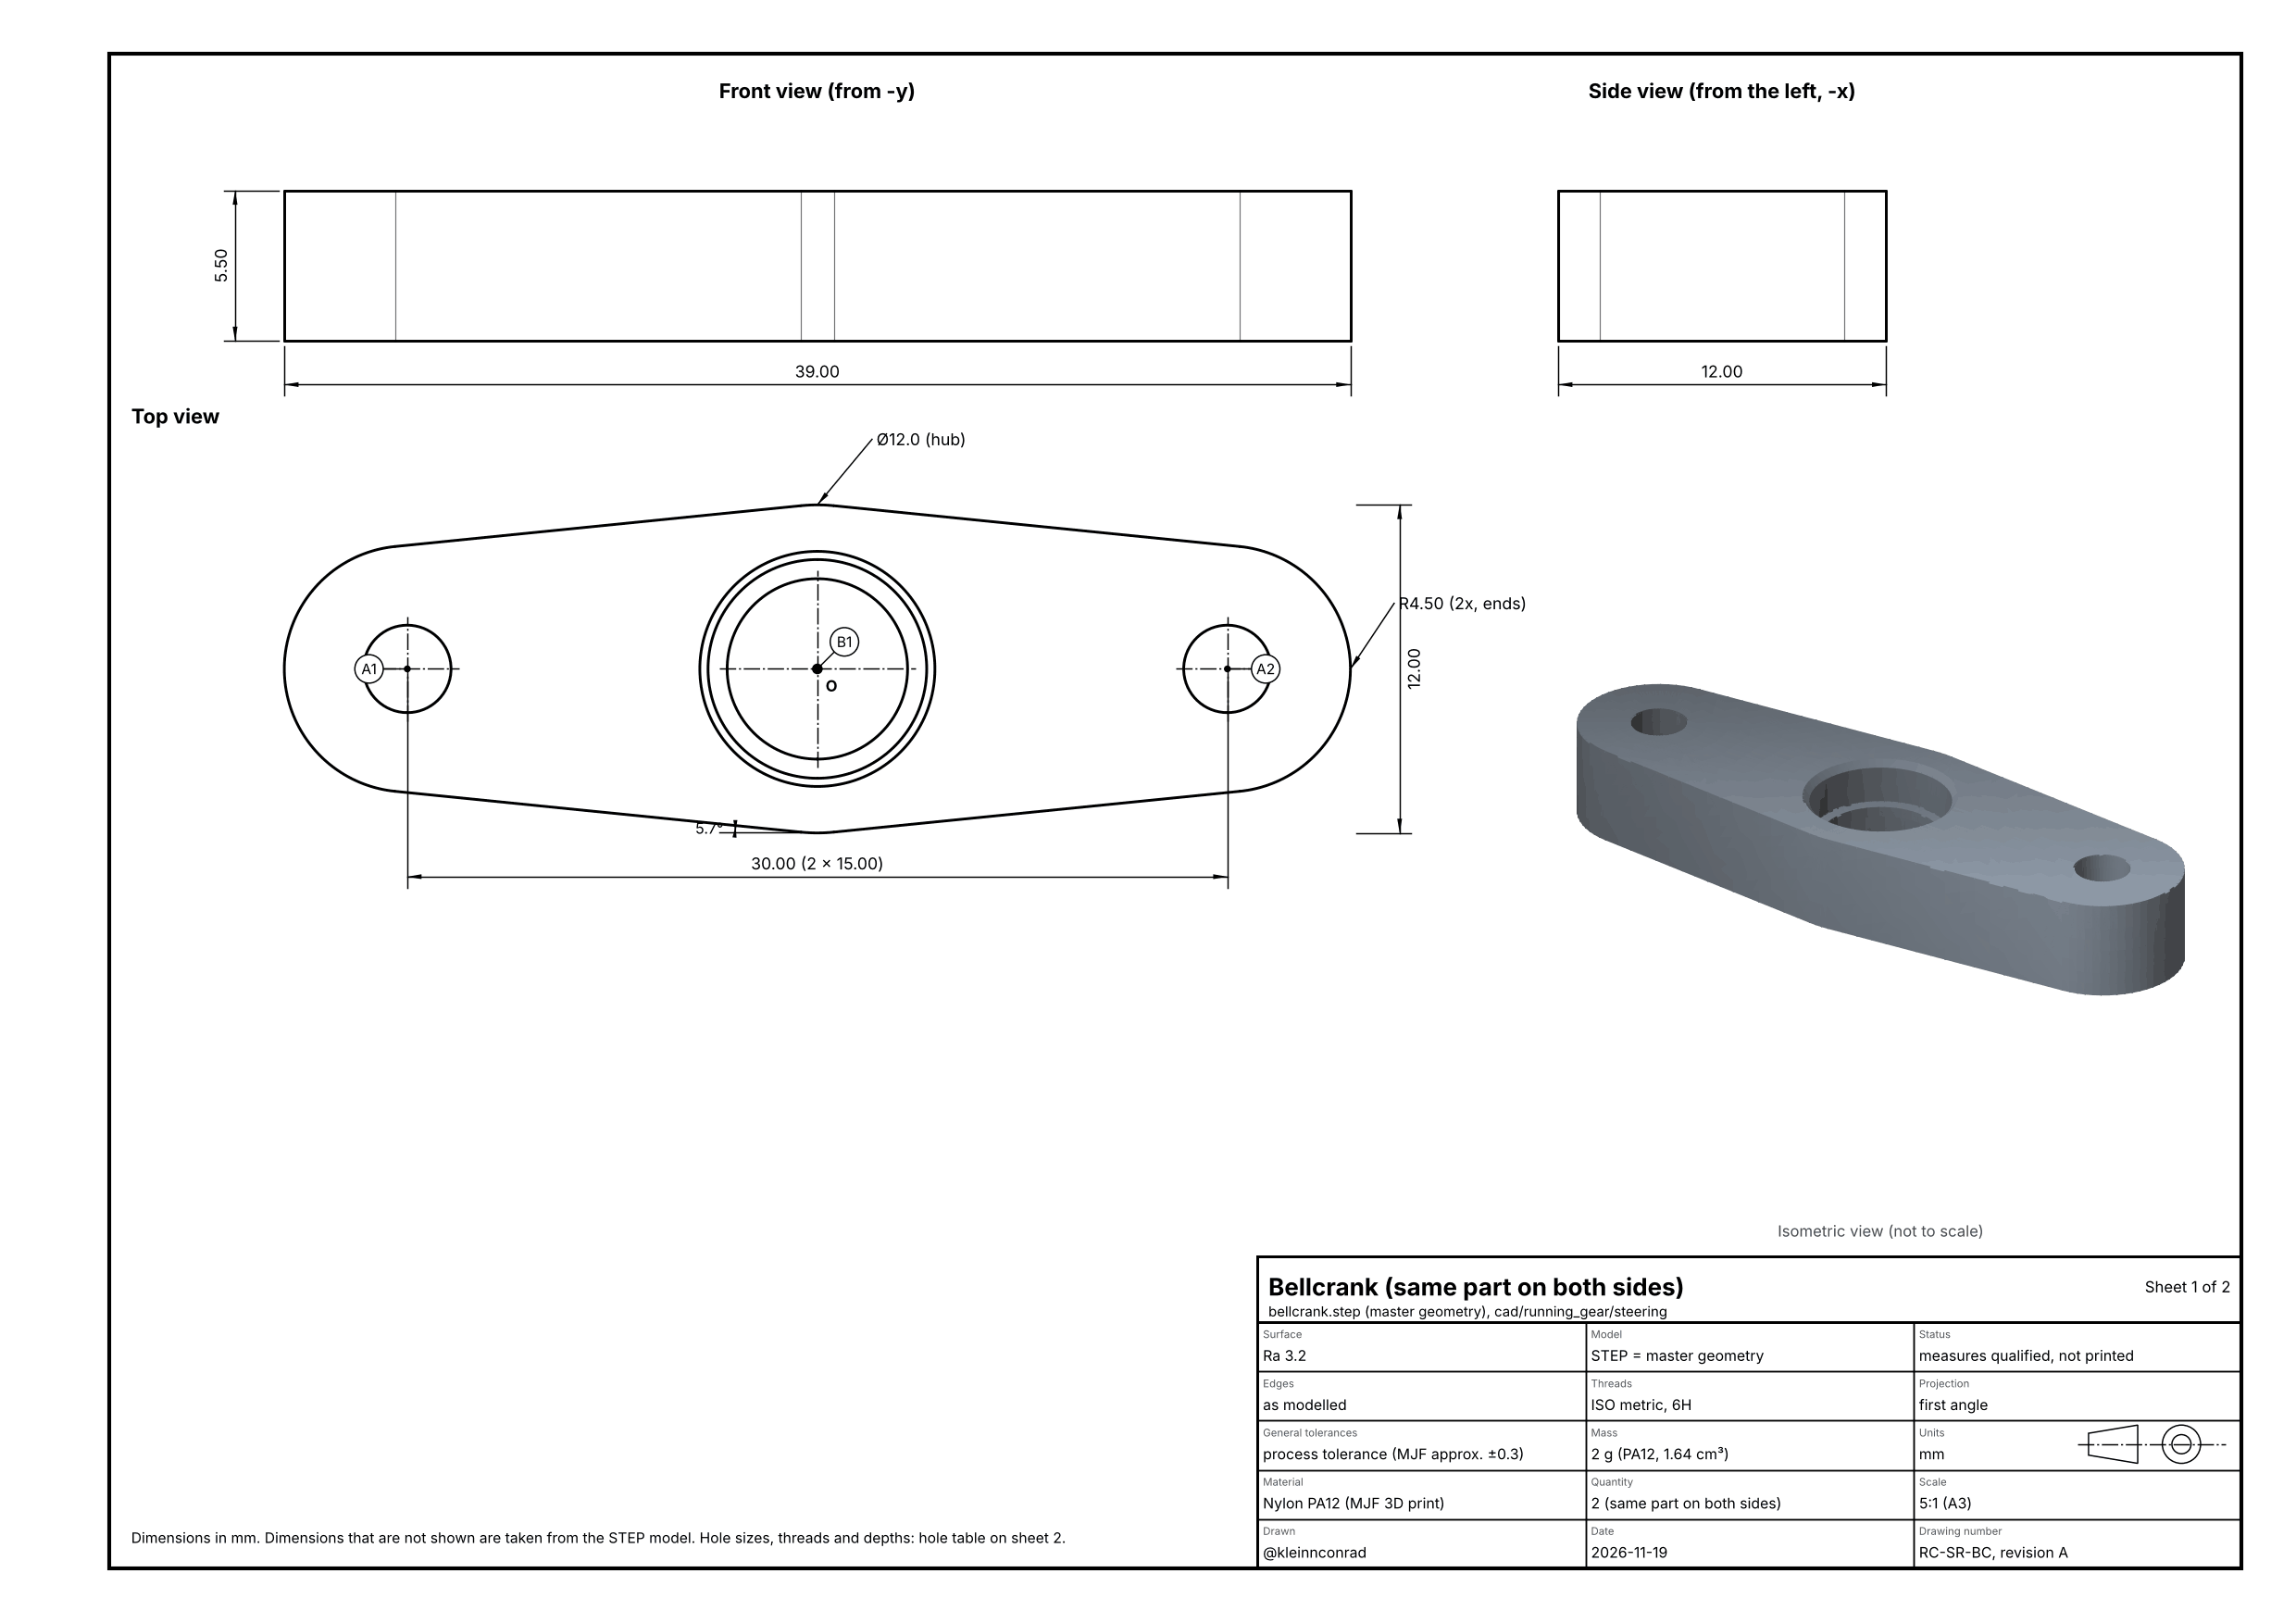 Front view (from -y)
Side view (from the left, -x)
5.50
39.00
12.00
Top view
Ø12.0 (hub)
R4.50 (2x, ends)
B1
A1
A2
O
12.00
5.7°
30.00 (2 × 15.00)
Isometric view (not to scale)
Bellcrank (same part on both sides)
Sheet 1 of 2
bellcrank.step (master geometry), cad/running_gear/steering
Surface
Model
Status
Ra 3.2
STEP = master geometry
measures qualified, not printed
Edges
Threads
Projection
as modelled
ISO metric, 6H
first angle
General tolerances
Mass
Units
process tolerance (MJF approx. ±0.3)
2 g (PA12, 1.64 cm³)
mm
Material
Quantity
Scale
Nylon PA12 (MJF 3D print)
2 (same part on both sides)
5:1 (A3)
Drawn
Date
Drawing number
@kleinnconrad
2026-11-19
RC-SR-BC, revision A
Dimensions in mm. Dimensions that are not shown are taken from the STEP model. Hole sizes, threads and depths: hole table on sheet 2.